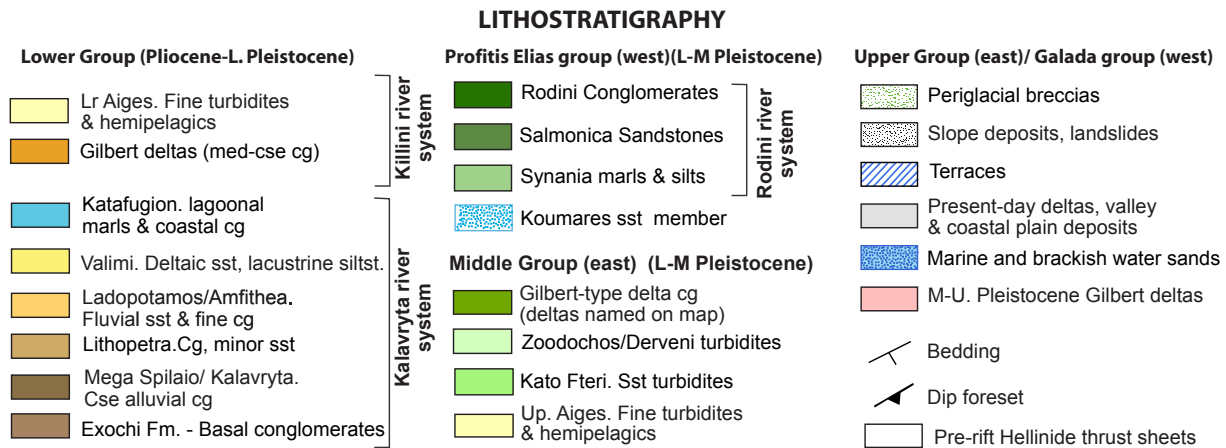 LITHOSTRATIGRAPHY
Lower Group (Pliocene-L. Pleistocene)
Lr Aiges. Fine turbidites
& hemipelagics
Gilbert deltas (med-cse cg)
Killini river
system
Katafugion. lagoonal
marls & coastal cg
Valimi. Deltaic sst, lacustrine siltst.
Ladopotamos/Amfithea.
Fluvial sst & fine cg
Lithopetra.Cg, minor sst
Mega Spilaio/ Kalavryta.
Cse alluvial cg
Exochi Fm. - Basal conglomerates
Kalavryta river
system
Profitis Elias group (west)(L-M Pleistocene)
Rodini Conglomerates
Salmonica Sandstones
Synania marls & silts
Rodini river
system
Koumares sst member
Middle Group (east) (L-M Pleistocene)
Gilbert-type delta cg
(deltas named on map)
Zoodochos/Derveni turbidites
Kato Fteri. Sst turbidites
Up. Aiges. Fine turbidites
& hemipelagics
Upper Group (east)/ Galada group (west)
Periglacial breccias
Slope deposits, landslides
Terraces
Present-day deltas, valley
& coastal plain deposits
Marine and brackish water sands
M-U. Pleistocene Gilbert deltas
Bedding
Dip foreset
Pre-rift Hellinide thrust sheets